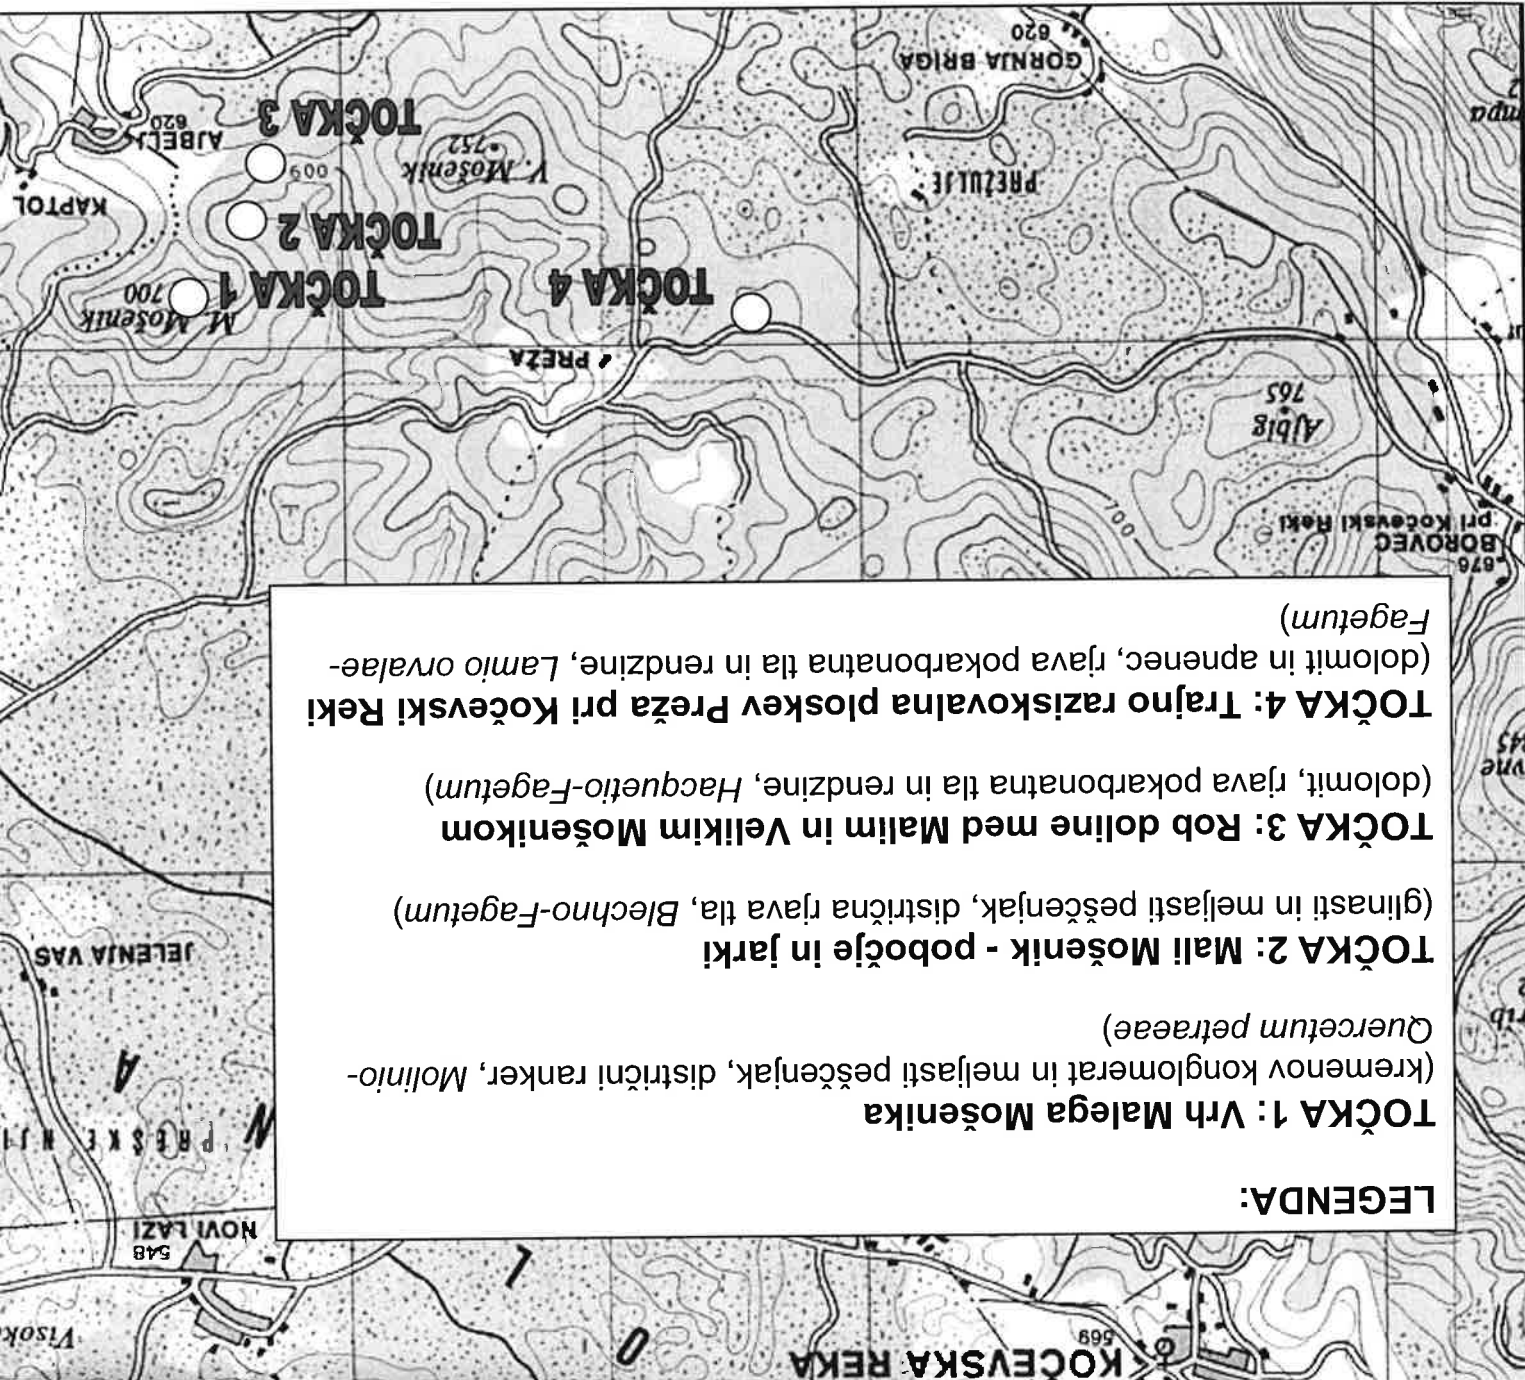 KOČEVSKA REKA
569
O
L
Visoko
548
NOVI LAZI
LEGENDA:
TOČKA 1: Vrh Malega Mošenika
(kremenov konglomerat in meljasti peščenjak, distrični ranker, Molinio-
Quercetum petraeae)
TOČKA 2: Mali Mošenik - pobočje in jarki
(glinasti in meljasti peščenjak, distrična rjava tla, Blechno-Fagetum)
TOČKA 3: Rob doline med Malim in Velikim Mošenikom
(dolomit, rjava pokarbonatna tla in rendzine, Hacquetio-Fagetum)
TOČKA 4: Trajno raziskovalna ploskev Preža pri Kočevski Reki
(dolomit in apnenec, rjava pokarbonatna tla in rendzine, Lamio orvalae-
Fagetum)
N
A
PREŠKE NJI
JELENJA VAS
676
BOROVEC
pri Kočevski Reki
700
Ajbig
765
PREŽA
M. Mošenik
700
TOČKA 1
TOČKA 4
TOČKA 2
KAPTOL
PREŽULJE
V. Mošenik
752
600
TOČKA 3
AJBELJ
620
GORNJA BRIGA
620